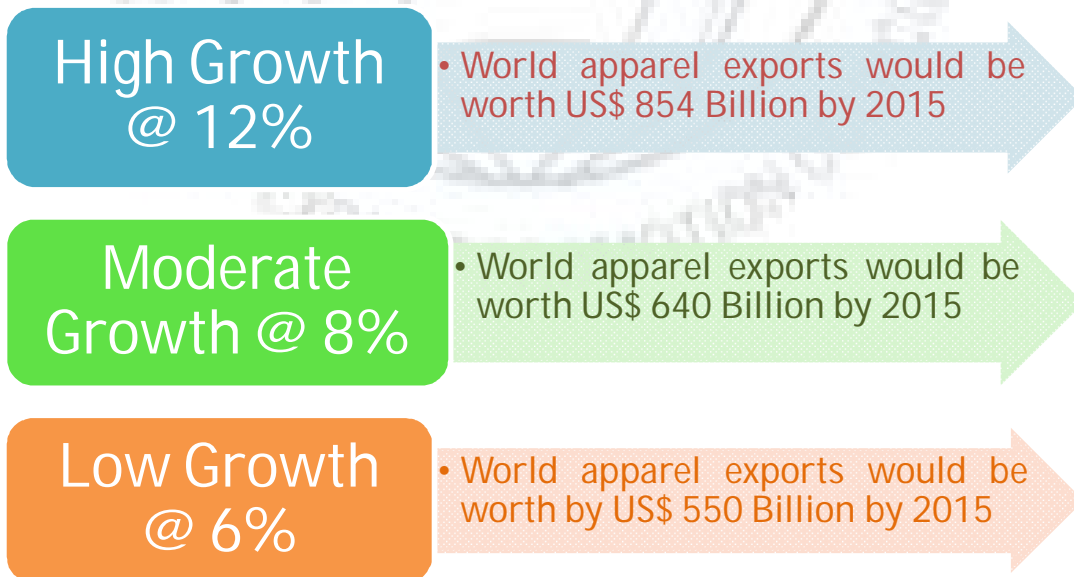 High Growth
@ 12%
• World apparel exports would be
worth US$ 854 Billion by 2015
Moderate
Growth @ 8%
• World apparel exports would be
worth US$ 640 Billion by 2015
Low Growth
@ 6%
• World apparel exports would be
worth by US$ 550 Billion by 2015